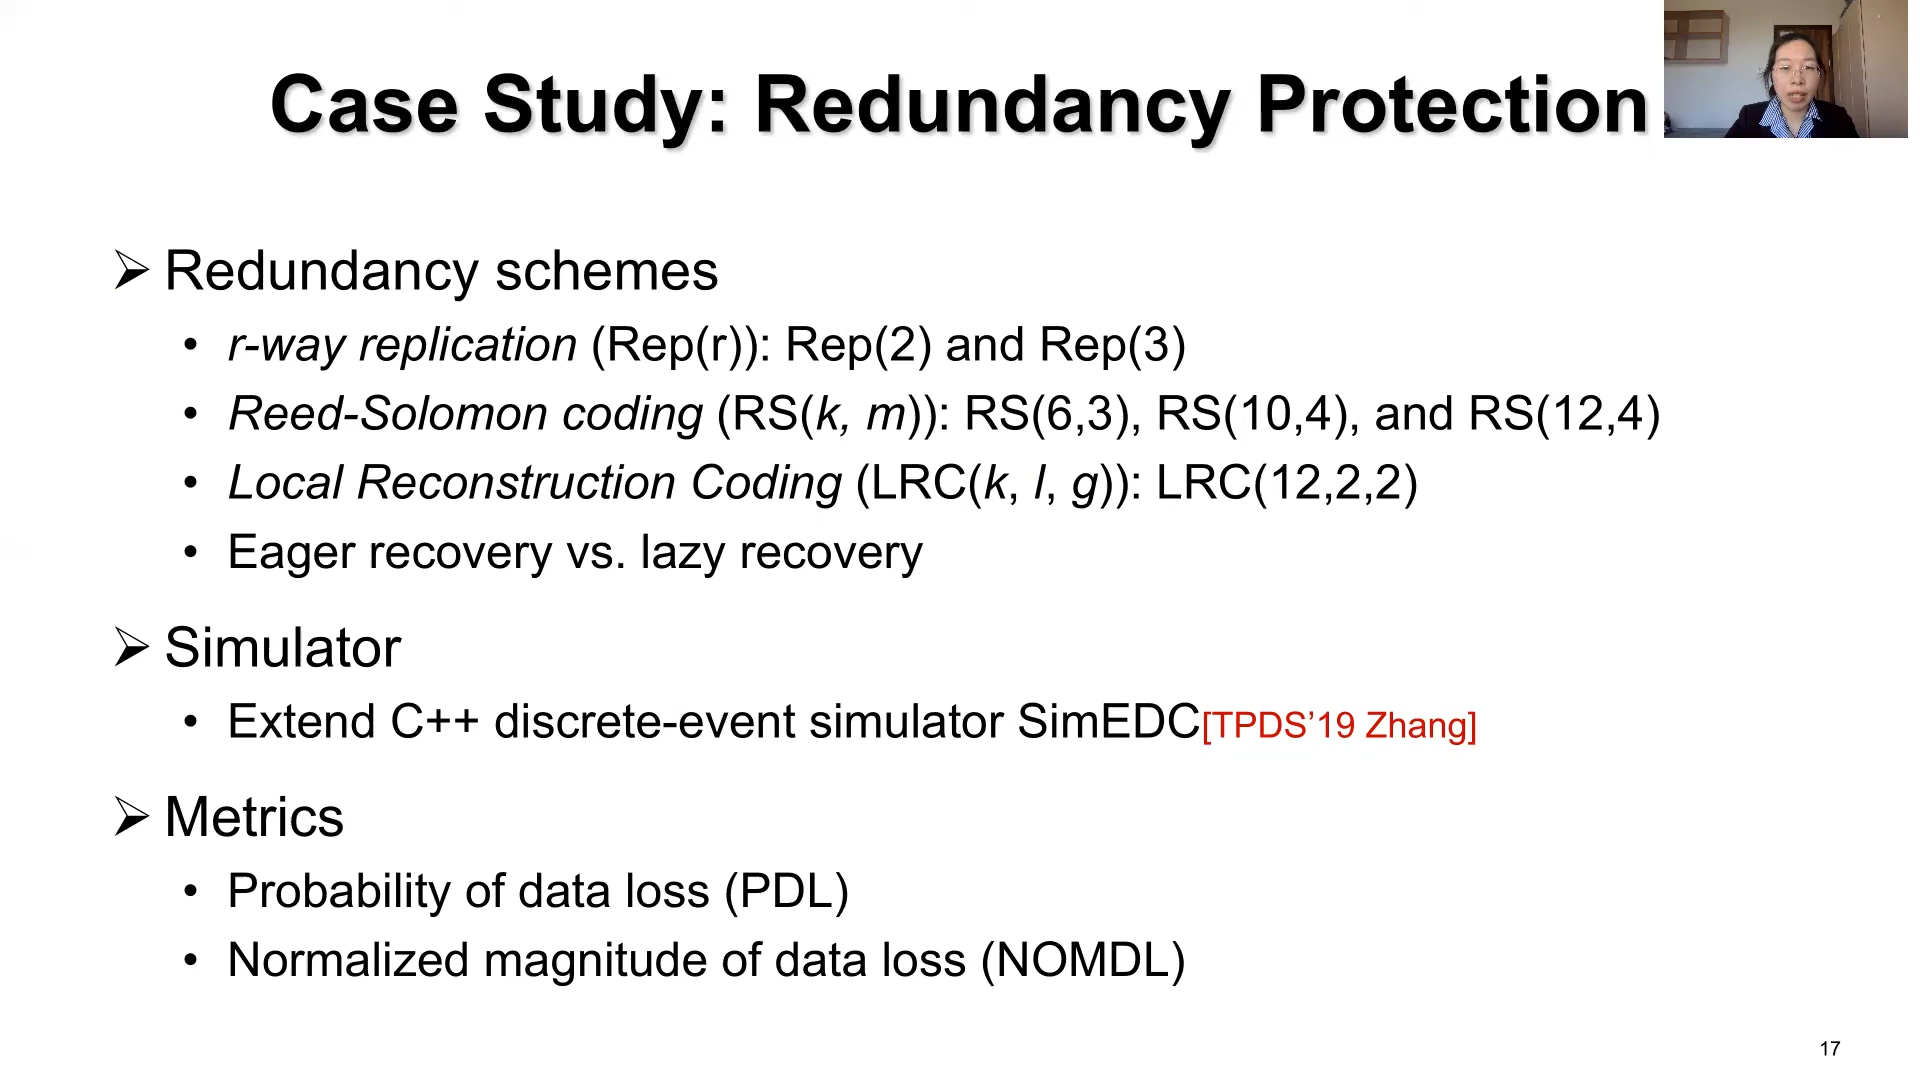 Case Study: Redundancy Protection
➢ Redundancy schemes
• r-way replication (Rep(r)): Rep(2) and Rep(3)
• Reed-Solomon coding (RS(k, m)): RS(6,3), RS(10,4), and RS(12,4)
• Local Reconstruction Coding (LRC(k, l, g)): LRC(12,2,2)
• Eager recovery vs. lazy recovery
➢ Simulator
• Extend C++ discrete-event simulator SimEDC[TPDS’19 Zhang]
➢ Metrics
• Probability of data loss (PDL)
• Normalized magnitude of data loss (NOMDL)
17